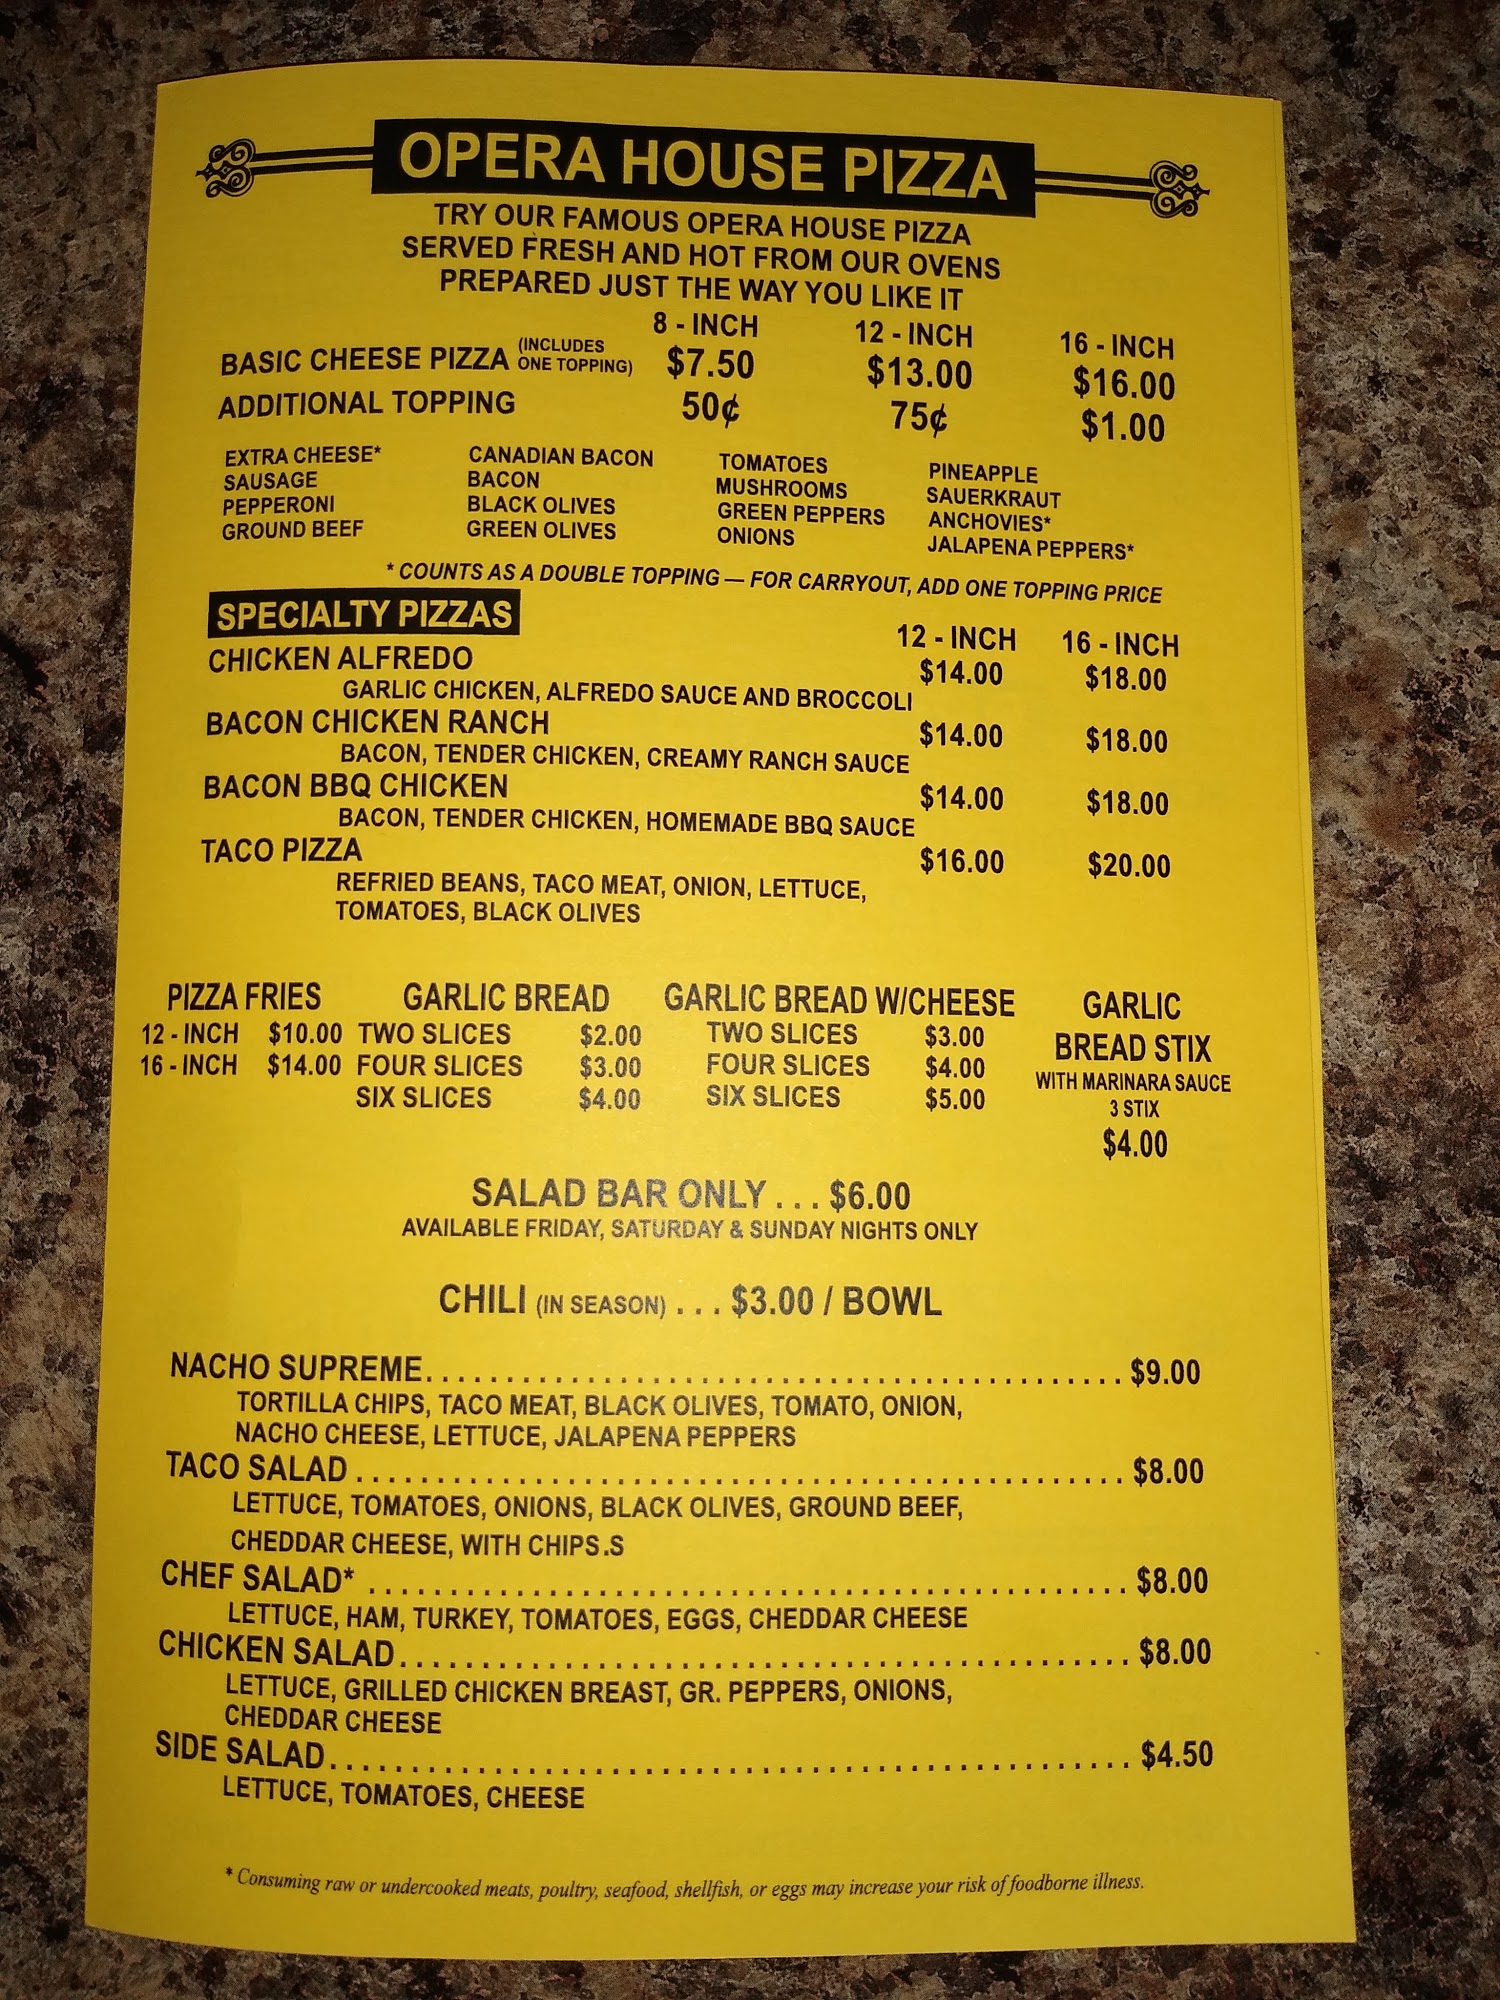 OPERA HOUSE PIZZA
TRY OUR FAMOUS OPERA HOUSE PIZZA
SERVED FRESH AND HOT FROM OUR OVENS
PREPARED JUST THE WAY YOU LIKE IT
8 - INCH 12 - INCH 16 - INCH
BASIC CHEESE PIZZA (INCLUDES ONE TOPPING) $7.50 $13.00 $16.00
ADDITIONAL TOPPING 50¢ 75¢ $1.00
EXTRA CHEESE* CANADIAN BACON TOMATOES PINEAPPLE
SAUSAGE BACON MUSHROOMS SAUERKRAUT
PEPPERONI BLACK OLIVES GREEN PEPPERS ANCHOVIES*
GROUND BEEF GREEN OLIVES ONIONS JALAPENA PEPPERS*
* COUNTS AS A DOUBLE TOPPING — FOR CARRYOUT, ADD ONE TOPPING PRICE
SPECIALTY PIZZAS
12 - INCH 16 - INCH
CHICKEN ALFREDO $14.00 $18.00
GARLIC CHICKEN, ALFREDO SAUCE AND BROCCOLI
BACON CHICKEN RANCH $14.00 $18.00
BACON, TENDER CHICKEN, CREAMY RANCH SAUCE
BACON BBQ CHICKEN $14.00 $18.00
BACON, TENDER CHICKEN, HOMEMADE BBQ SAUCE
TACO PIZZA $16.00 $20.00
REFRIED BEANS, TACO MEAT, ONION, LETTUCE,
TOMATOES, BLACK OLIVES
PIZZA FRIES
12 - INCH $10.00
16 - INCH $14.00
GARLIC BREAD
TWO SLICES $2.00
FOUR SLICES $3.00
SIX SLICES $4.00
GARLIC BREAD W/CHEESE
TWO SLICES $3.00
FOUR SLICES $4.00
SIX SLICES $5.00
GARLIC
BREAD STIX
WITH MARINARA SAUCE
3 STIX
$4.00
SALAD BAR ONLY . . . $6.00
AVAILABLE FRIDAY, SATURDAY & SUNDAY NIGHTS ONLY
CHILI (IN SEASON) . . . $3.00 / BOWL
NACHO SUPREME. . . . . . . . . . . . . . . . . . . . $9.00
TORTILLA CHIPS, TACO MEAT, BLACK OLIVES, TOMATO, ONION,
NACHO CHEESE, LETTUCE, JALAPENA PEPPERS
TACO SALAD . . . . . . . . . . . . . . . . . . . . $8.00
LETTUCE, TOMATOES, ONIONS, BLACK OLIVES, GROUND BEEF,
CHEDDAR CHEESE, WITH CHIPS.S
CHEF SALAD* . . . . . . . . . . . . . . . . . . . . $8.00
LETTUCE, HAM, TURKEY, TOMATOES, EGGS, CHEDDAR CHEESE
CHICKEN SALAD. . . . . . . . . . . . . . . . . . . . $8.00
LETTUCE, GRILLED CHICKEN BREAST, GR. PEPPERS, ONIONS,
CHEDDAR CHEESE
SIDE SALAD. . . . . . . . . . . . . . . . . . . . $4.50
LETTUCE, TOMATOES, CHEESE
* Consuming raw or undercooked meats, poultry, seafood, shellfish, or eggs may increase your risk of foodborne illness.